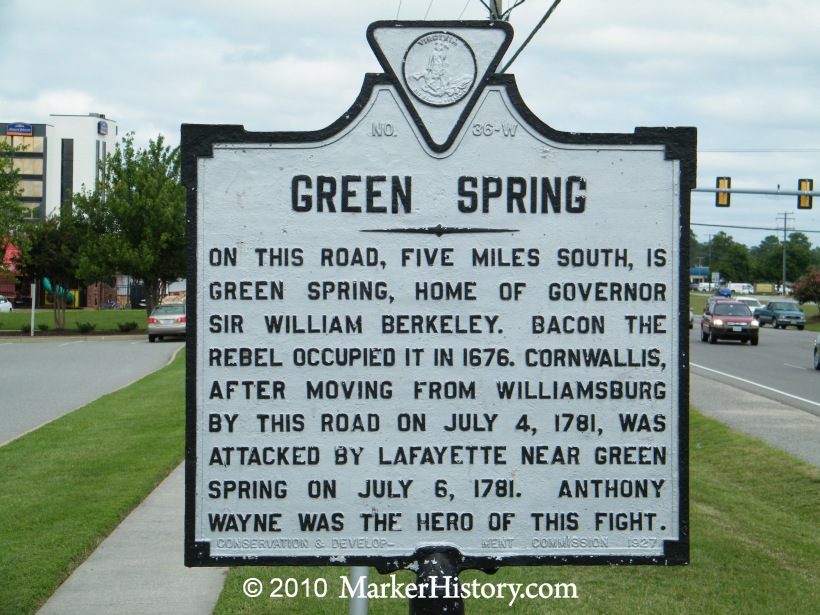 VIRGINIA
NO. 36-W
GREEN SPRING
ON THIS ROAD, FIVE MILES SOUTH, IS
GREEN SPRING, HOME OF GOVERNOR
SIR WILLIAM BERKELEY. BACON THE
REBEL OCCUPIED IT IN 1676. CORNWALLIS,
AFTER MOVING FROM WILLIAMSBURG
BY THIS ROAD ON JULY 4, 1781, WAS
ATTACKED BY LAFAYETTE NEAR GREEN
SPRING ON JULY 6, 1781. ANTHONY
WAYNE WAS THE HERO OF THIS FIGHT.
CONSERVATION & DEVELOP- MENT COMMISSION 1927
© 2010 MarkerHistory.com